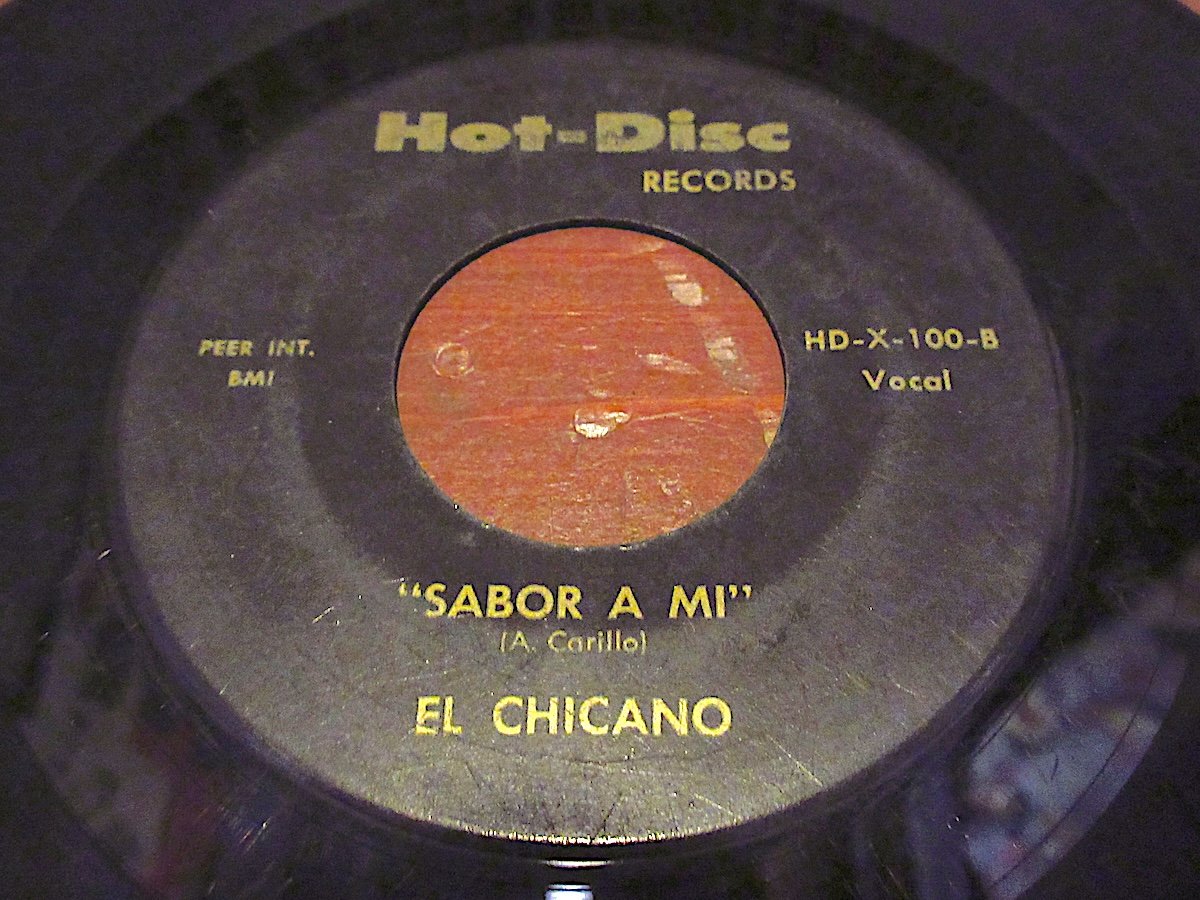 Hot-Disc
RECORDS
PEER INT.
BMI
HD-X-100-B
Vocal
“SABOR A MI”
(A. Carillo)
EL CHICANO